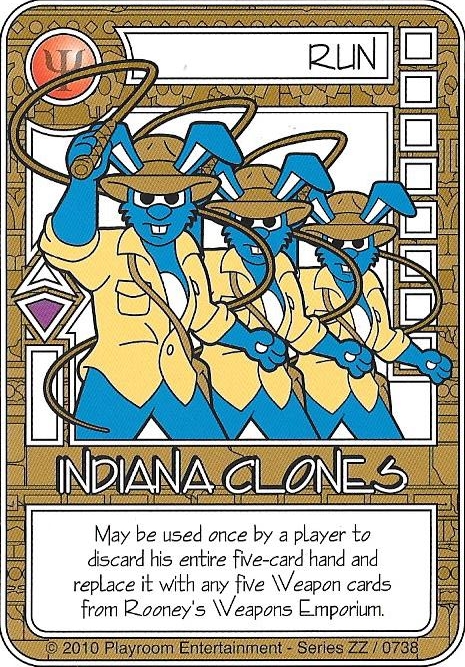 Ψ
RUN
INDIANA CLONES
May be used once by a player to
discard his entire five-card hand and
replace it with any five Weapon cards
from Rooney's Weapons Emporium.
© 2010 Playroom Entertainment - Series ZZ / 0738